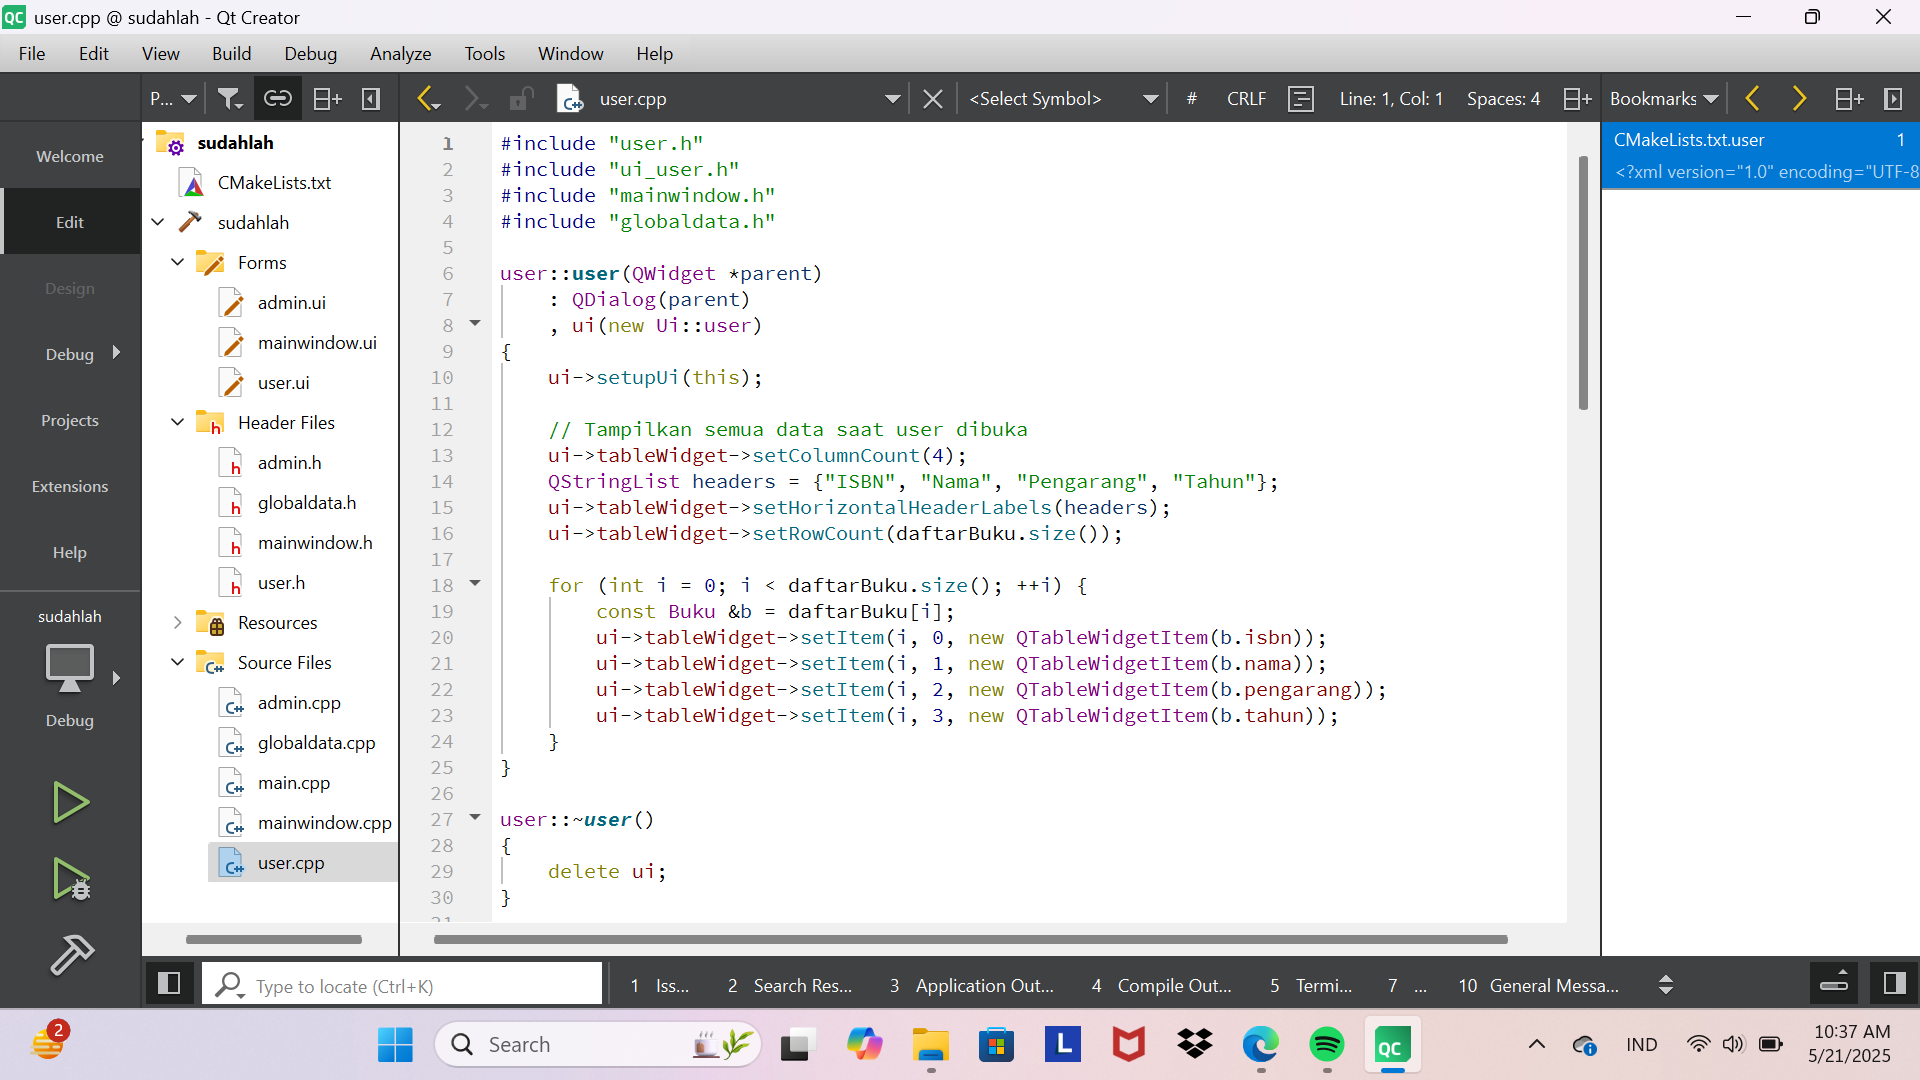 user.cpp @ sudahlah - Qt Creator
File Edit View Build Debug Analyze Tools Window Help
P... user.cpp <Select Symbol> # CRLF Line: 1, Col: 1 Spaces: 4 Bookmarks
Welcome
Edit
Design
Debug
Projects
Extensions
Help
sudahlah
Debug
sudahlah
CMakeLists.txt
sudahlah
Forms
admin.ui
mainwindow.ui
user.ui
Header Files
admin.h
globaldata.h
mainwindow.h
user.h
Resources
Source Files
admin.cpp
globaldata.cpp
main.cpp
mainwindow.cpp
user.cpp
1 #include "user.h"
2 #include "ui_user.h"
3 #include "mainwindow.h"
4 #include "globaldata.h"
5
6 user::user(QWidget *parent)
7 : QDialog(parent)
8 , ui(new Ui::user)
9 {
10 ui->setupUi(this);
11
12 // Tampilkan semua data saat user dibuka
13 ui->tableWidget->setColumnCount(4);
14 QStringList headers = {"ISBN", "Nama", "Pengarang", "Tahun"};
15 ui->tableWidget->setHorizontalHeaderLabels(headers);
16 ui->tableWidget->setRowCount(daftarBuku.size());
17
18 for (int i = 0; i < daftarBuku.size(); ++i) {
19 const Buku &b = daftarBuku[i];
20 ui->tableWidget->setItem(i, 0, new QTableWidgetItem(b.isbn));
21 ui->tableWidget->setItem(i, 1, new QTableWidgetItem(b.nama));
22 ui->tableWidget->setItem(i, 2, new QTableWidgetItem(b.pengarang));
23 ui->tableWidget->setItem(i, 3, new QTableWidgetItem(b.tahun));
24 }
25 }
26
27 user::~user()
28 {
29 delete ui;
30 }
31
CMakeLists.txt.user 1
<?xml version="1.0" encoding="UTF-8
Type to locate (Ctrl+K) 1 Iss... 2 Search Res... 3 Application Out... 4 Compile Out... 5 Termi... 7 ... 10 General Messa...
2 Search L QC IND 10:37 AM
5/21/2025